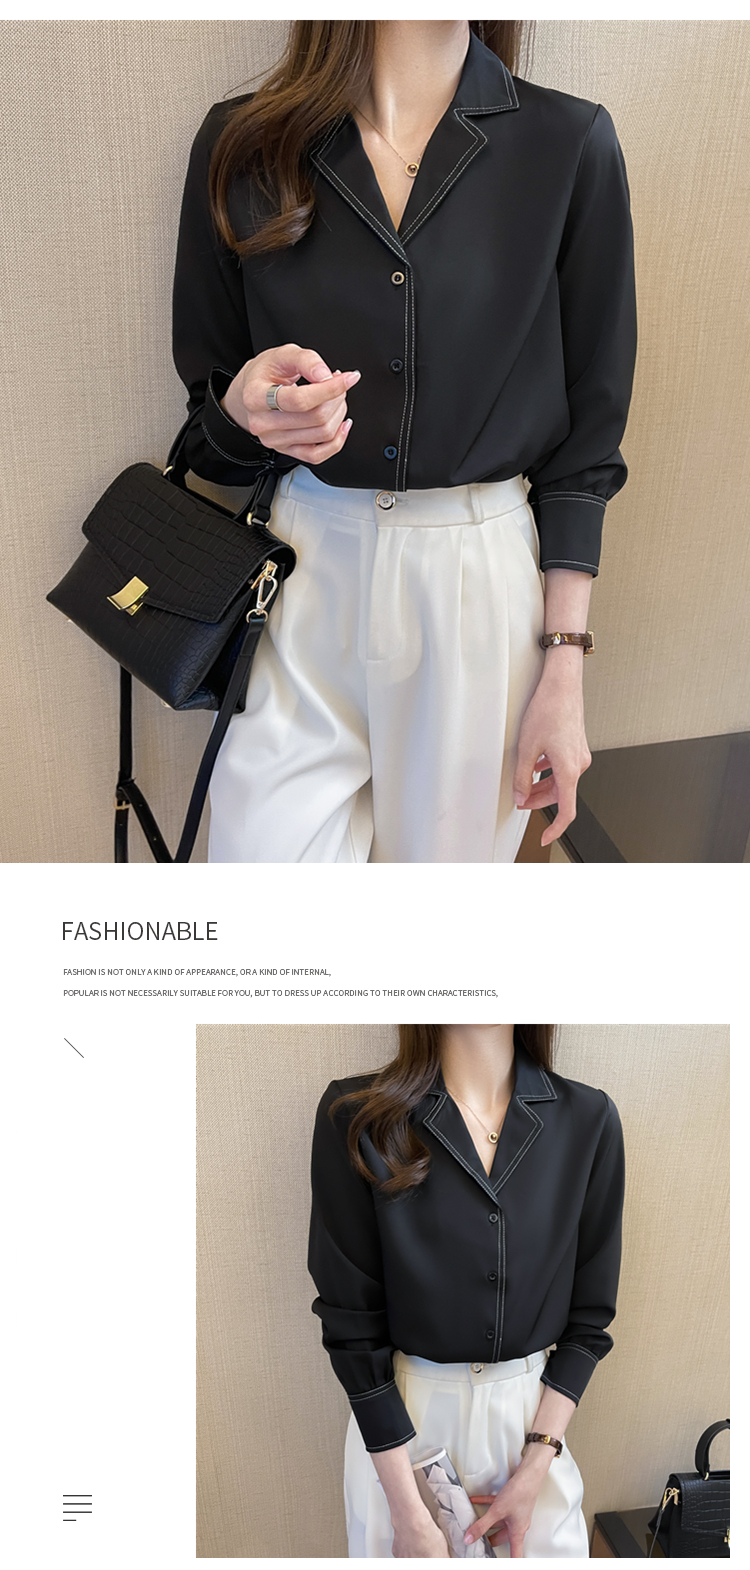 FASHIONABLE
FASHION IS NOT ONLY A KIND OF APPEARANCE, OR A KIND OF INTERNAL,
POPULAR IS NOT NECESSARILY SUITABLE FOR YOU, BUT TO DRESS UP ACCORDING TO THEIR OWN CHARACTERISTICS,